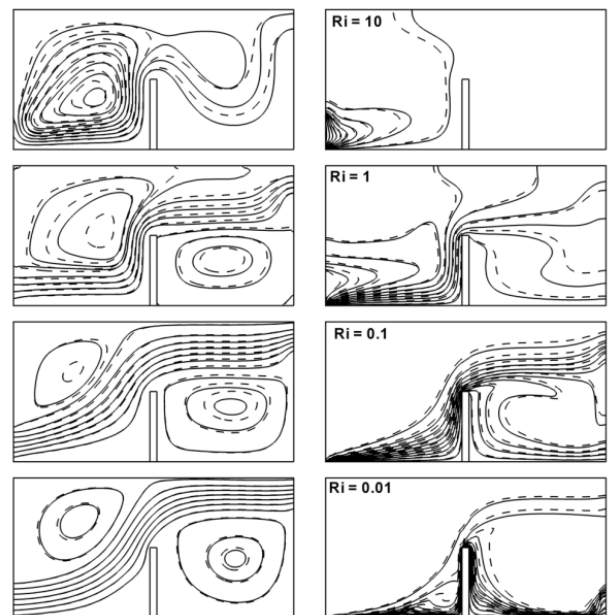 Ri = 10
Ri = 1
Ri = 0.1
Ri = 0.01